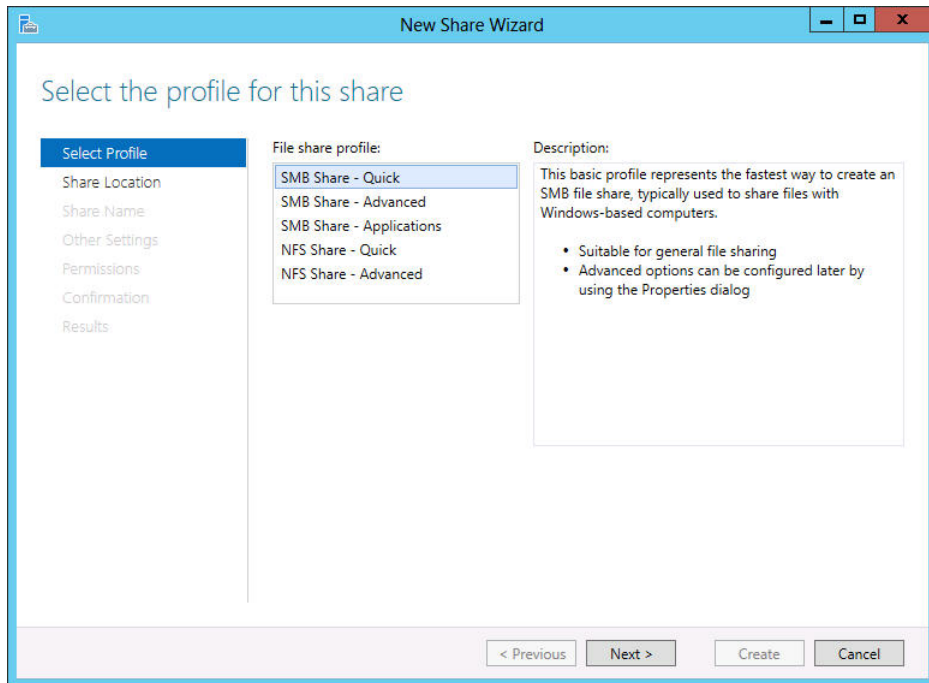 New Share Wizard
Select the profile for this share
Select Profile
Share Location
Share Name
Other Settings
Permissions
Confirmation
Results
File share profile:
SMB Share - Quick
SMB Share - Advanced
SMB Share - Applications
NFS Share - Quick
NFS Share - Advanced
Description:
This basic profile represents the fastest way to create an
SMB file share, typically used to share files with
Windows-based computers.
• Suitable for general file sharing
• Advanced options can be configured later by
using the Properties dialog
< Previous
Next >
Create
Cancel